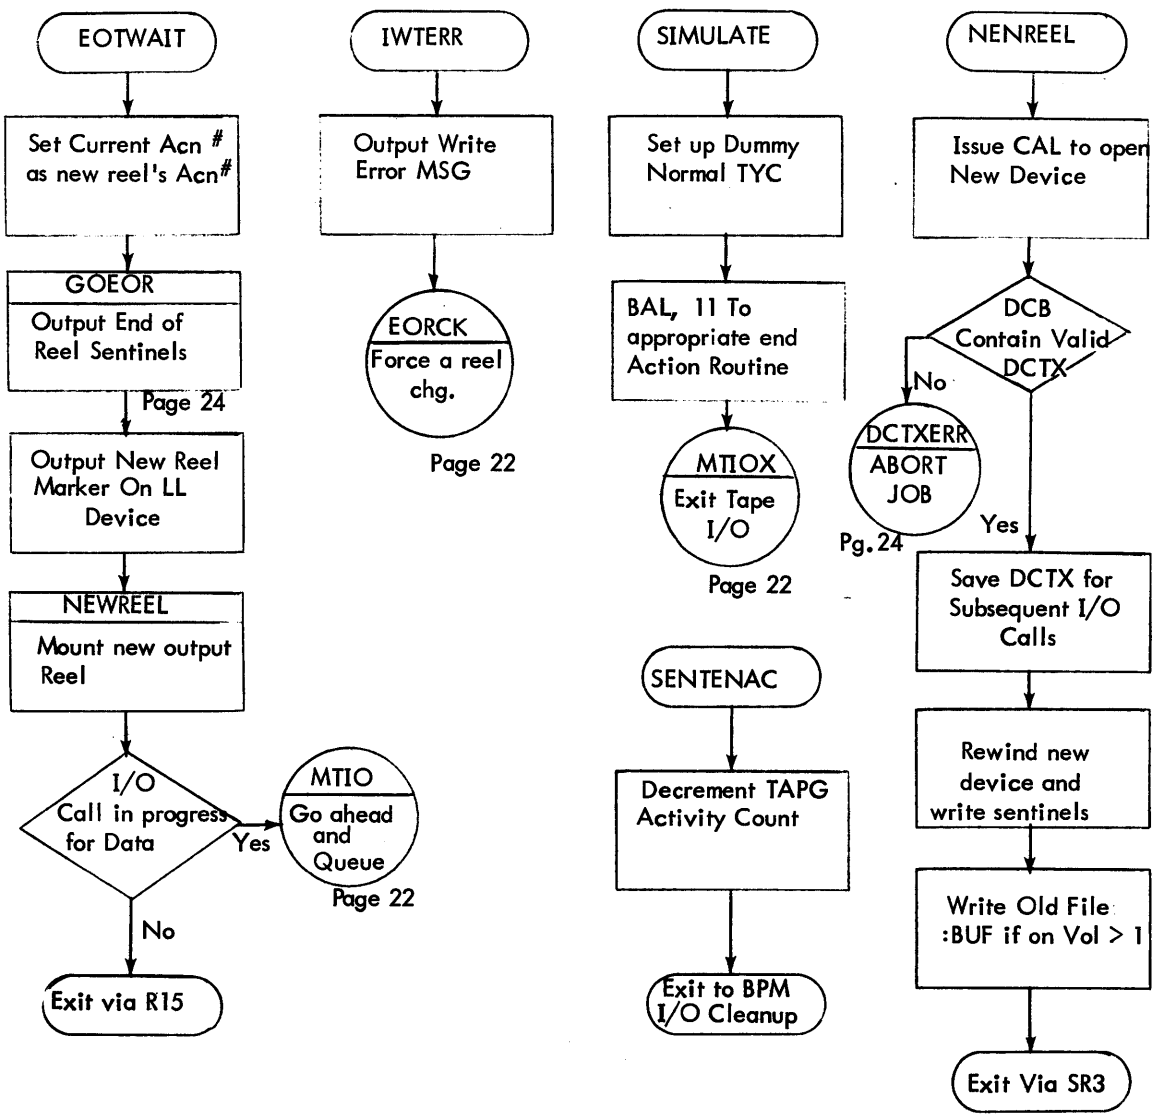 EOTWAIT
Set Current Acn #
as new reel's Acn#
GOEOR
Output End of
Reel Sentinels
Page 24
Output New Reel
Marker On LL
Device
NEWREEL
Mount new output
Reel
I/O
Call in progress
for Data
Yes
MTIO
Go ahead
and
Queue
Page 22
No
Exit via R15
IWTERR
Output Write
Error MSG
EORCK
Force a reel
chg.
Page 22
SIMULATE
Set up Dummy
Normal TYC
BAL, 11 To
appropriate end
Action Routine
MTIOX
Exit Tape
I/O
Page 22
SENTENAC
Decrement TAPG
Activity Count
Exit to BPM
I/O Cleanup
NENREEL
Issue CAL to open
New Device
DCB
Contain Valid
DCTX
No
DCTXERR
ABORT
JOB
Pg. 24
Yes
Save DCTX for
Subsequent I/O
Calls
Rewind new
device and
write sentinels
Write Old File
:BUF if on Vol > 1
Exit Via SR3